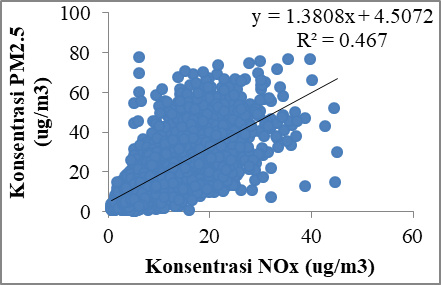 y = 1.3808x + 4.5072
R² = 0.467
Konsentrasi PM2.5
(ug/m3)
100
80
60
40
20
0
0 20 40 60
Konsentrasi NOx (ug/m3)